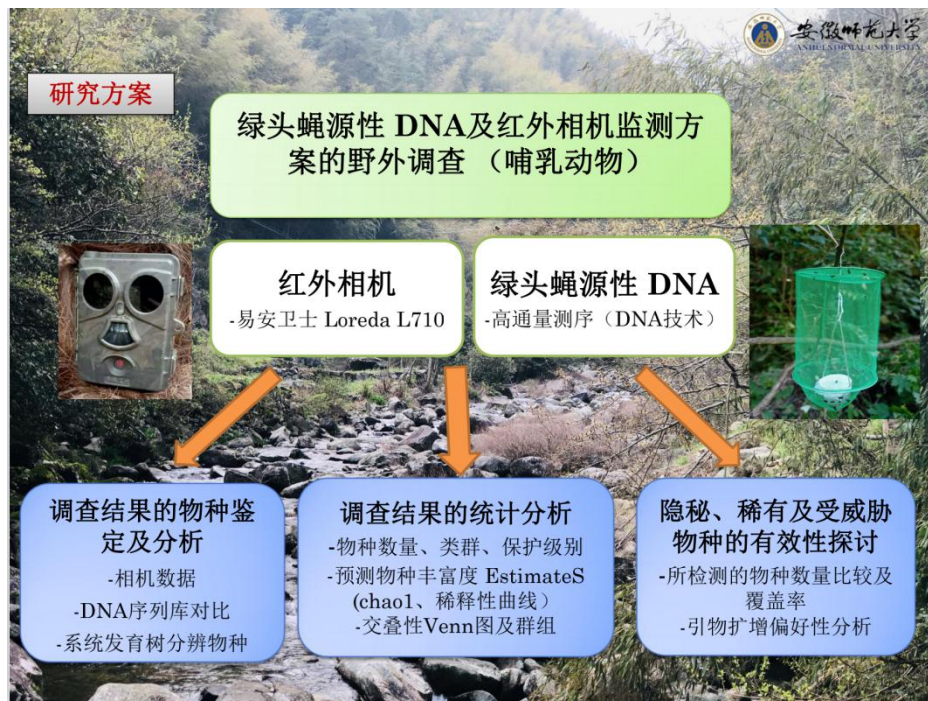 安徽师范大学
ANHUI NORMAL UNIVERSITY
研究方案
绿头蝇源性 DNA及红外相机监测方
案的野外调查 （哺乳动物）
红外相机
-易安卫士 Loreda L710
绿头蝇源性 DNA
-高通量测序（DNA技术）
调查结果的物种鉴
定及分析
-相机数据
-DNA序列库对比
-系统发育树分辨物种
调查结果的统计分析
-物种数量、类群、保护级别
-预测物种丰富度 EstimateS
(chao1、稀释性曲线）
-交叠性Venn图及群组
隐秘、稀有及受威胁
物种的有效性探讨
-所检测的物种数量比较及
覆盖率
-引物扩增偏好性分析